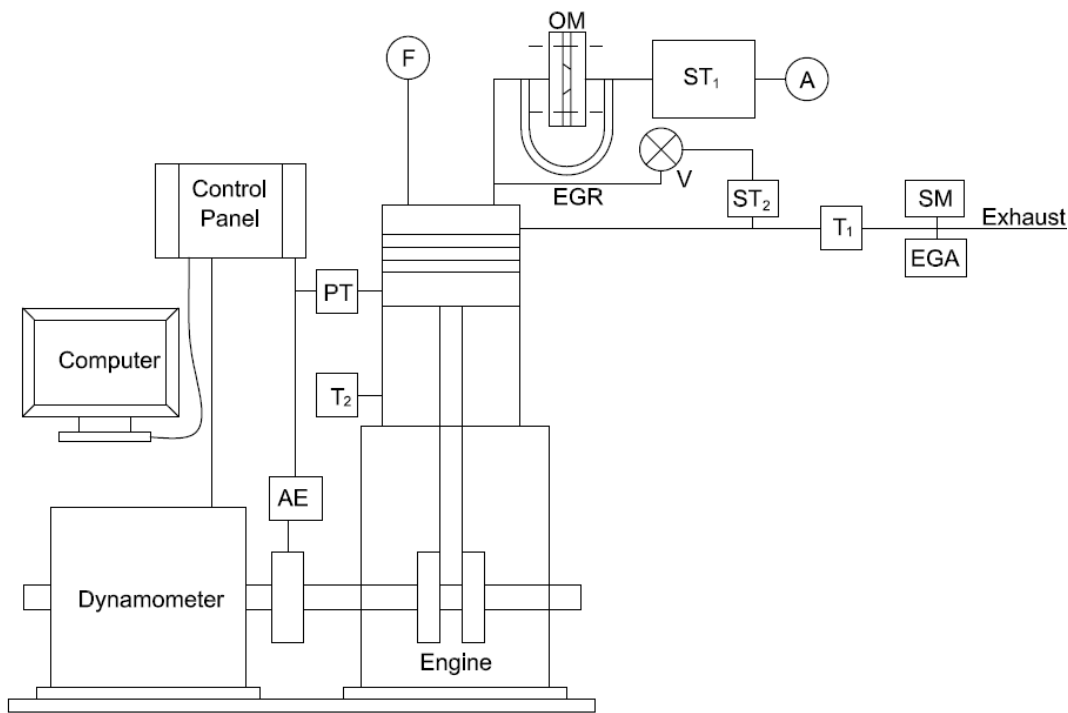 OM
F
ST₁
A
V
EGR
Control
Panel
ST₂
SM
T₁
Exhaust
EGA
PT
Computer
T₂
AE
Dynamometer
Engine